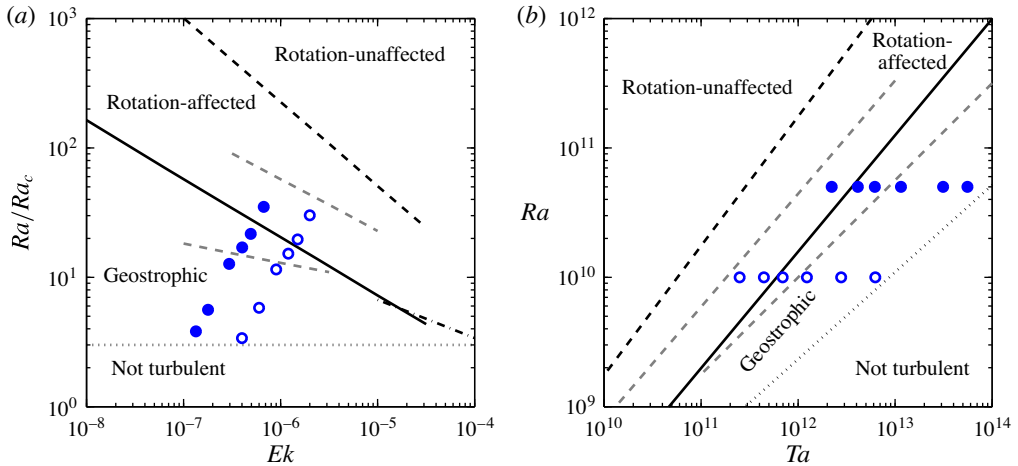 (a)
10^3
10^2
10^1
10^0
Ra/Ra_c
Rotation-unaffected
Rotation-affected
Geostrophic
Not turbulent
10^-8
10^-7
10^-6
10^-5
10^-4
Ek
(b)
10^12
10^11
10^10
10^9
Ra
Rotation-unaffected
Rotation-
affected
Geostrophic
Not turbulent
10^10
10^11
10^12
10^13
10^14
Ta